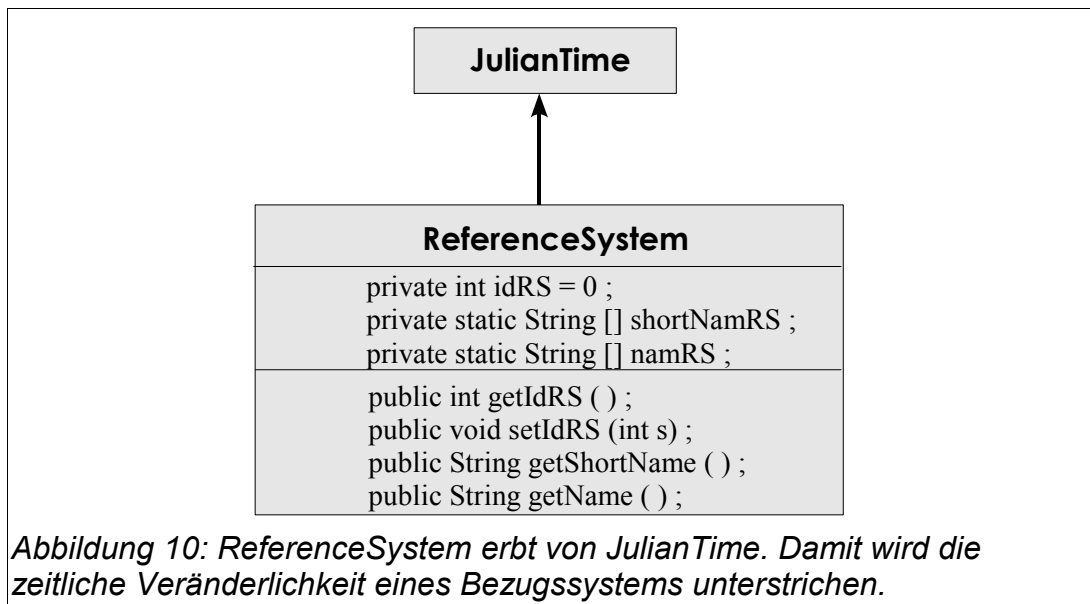 JulianTime
ReferenceSystem
private int idRS = 0 ;
private static String [] shortNamRS ;
private static String [] namRS ;
public int getIdRS ( ) ;
public void setIdRS (int s) ;
public String getShortName ( ) ;
public String getName ( ) ;
Abbildung 10: ReferenceSystem erbt von JulianTime. Damit wird die
zeitliche Veränderlichkeit eines Bezugssystems unterstrichen.